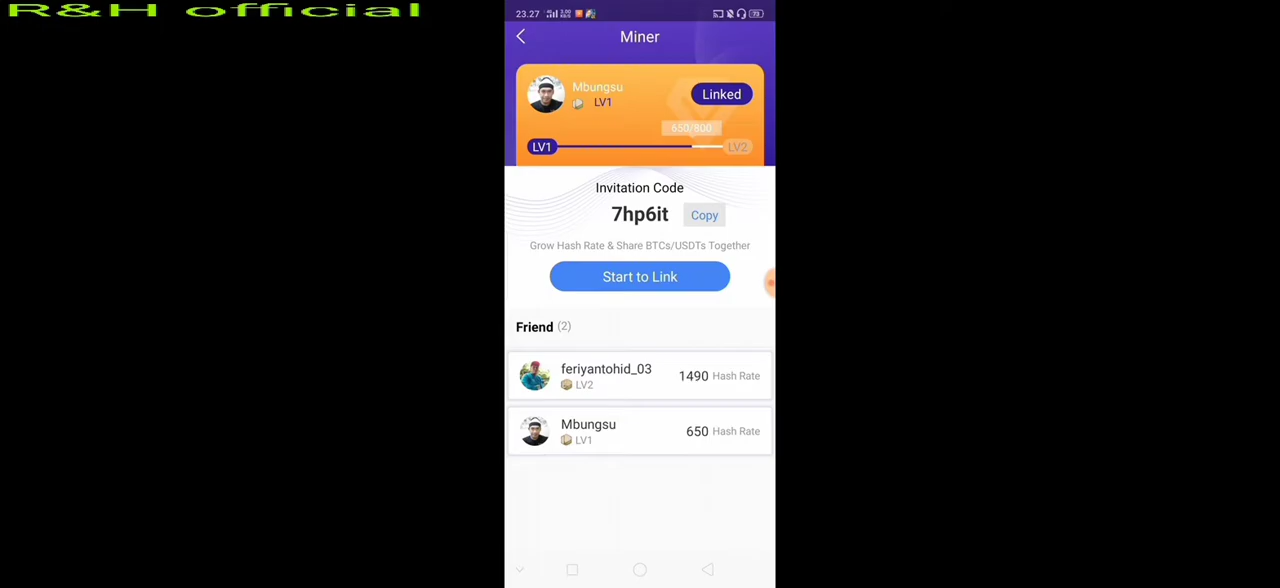 R&H official
23.27
73
Miner
Mbungsu
LV1
Linked
650/800
LV1
LV2
Invitation Code
7hp6it
Copy
Grow Hash Rate & Share BTCs/USDTs Together
Start to Link
Friend (2)
feriyantohid_03
LV2
1490 Hash Rate
Mbungsu
LV1
650 Hash Rate